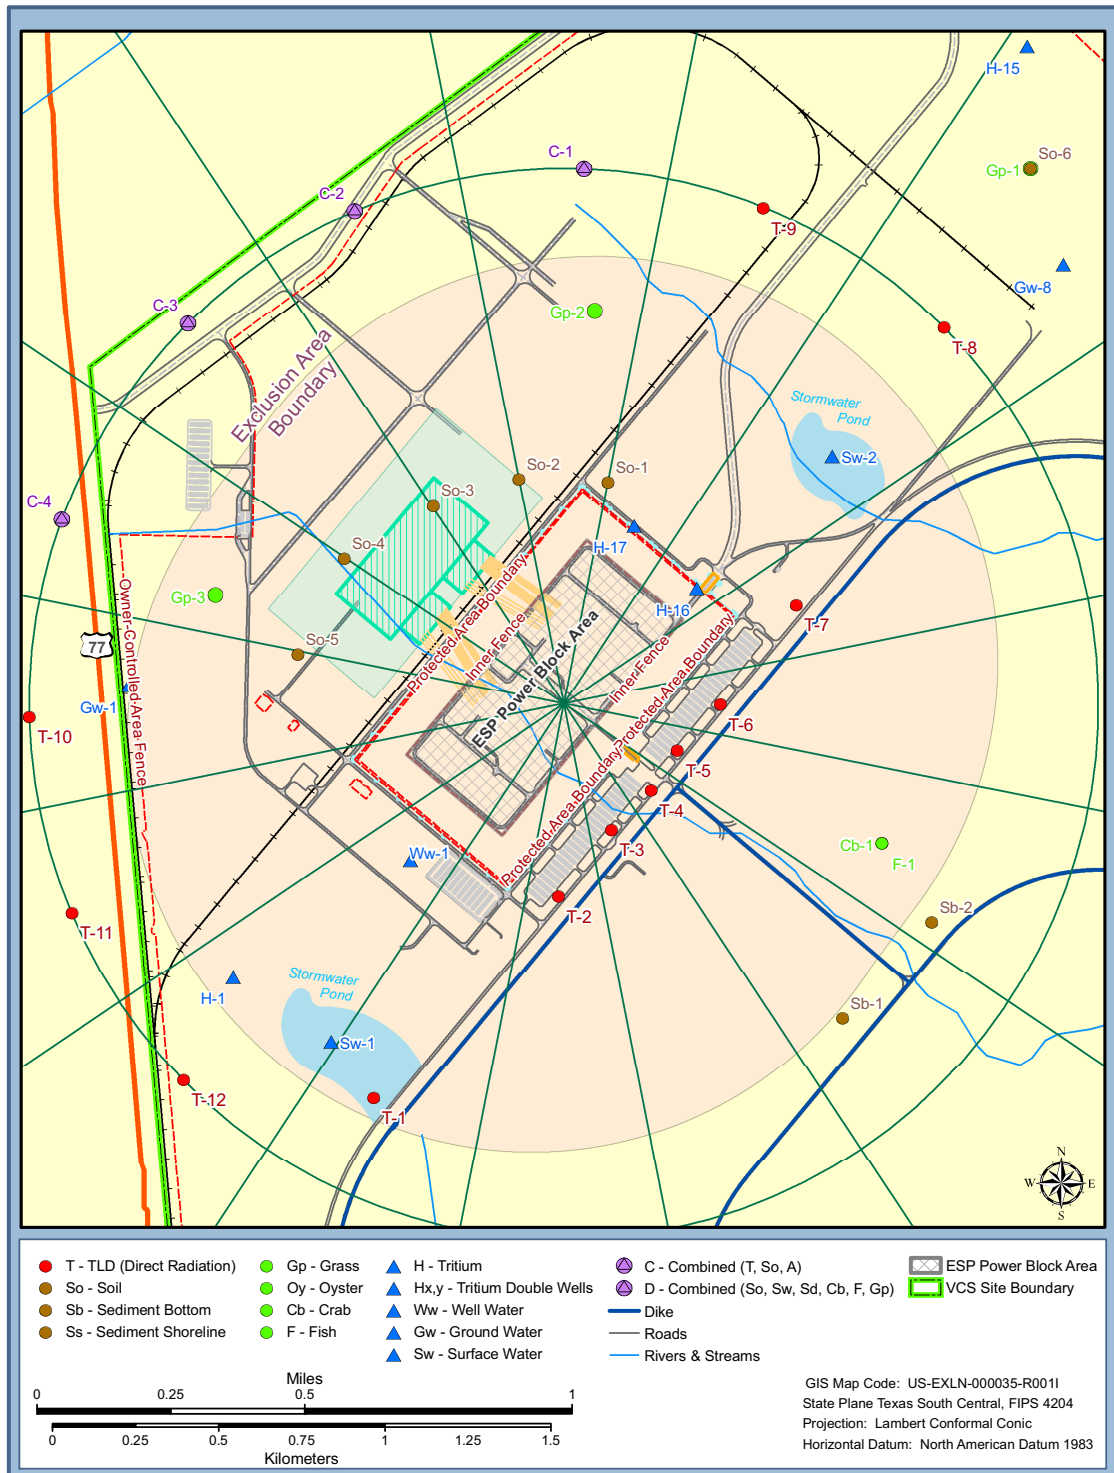 H-15
C-1
So-6
Gp-1
C-2
T-9
Gw-8
C-3
Gp-2
T-8
Exclusion Area
Boundary
Stormwater
Pond
Sw-2
So-2
So-1
So-3
C-4
H-17
So-4
Gp-3
H-16
T-7
Owner-Controlled Area Fence
Protected Area Boundary
Inner Fence
ESP Power Block Area
Inner Fence
Protected Area Boundary
77
So-5
Gw-1
T-10
T-6
T-5
T-4
Protected Area Boundary
T-3
Cb-1
F-1
Ww-1
T-2
Sb-2
T-11
Stormwater
Pond
H-1
Sb-1
Sw-1
T-12
T-1
N
W
E
S
T - TLD (Direct Radiation)
So - Soil
Sb - Sediment Bottom
Ss - Sediment Shoreline
Gp - Grass
Oy - Oyster
Cb - Crab
F - Fish
H - Tritium
Hx,y - Tritium Double Wells
Ww - Well Water
Gw - Ground Water
Sw - Surface Water
C - Combined (T, So, A)
D - Combined (So, Sw, Sd, Cb, F, Gp)
Dike
Roads
Rivers & Streams
ESP Power Block Area
VCS Site Boundary
Miles
0 0.25 0.5 1
0 0.25 0.5 0.75 1 1.25 1.5
Kilometers
GIS Map Code: US-EXLN-000035-R001I
State Plane Texas South Central, FIPS 4204
Projection: Lambert Conformal Conic
Horizontal Datum: North American Datum 1983